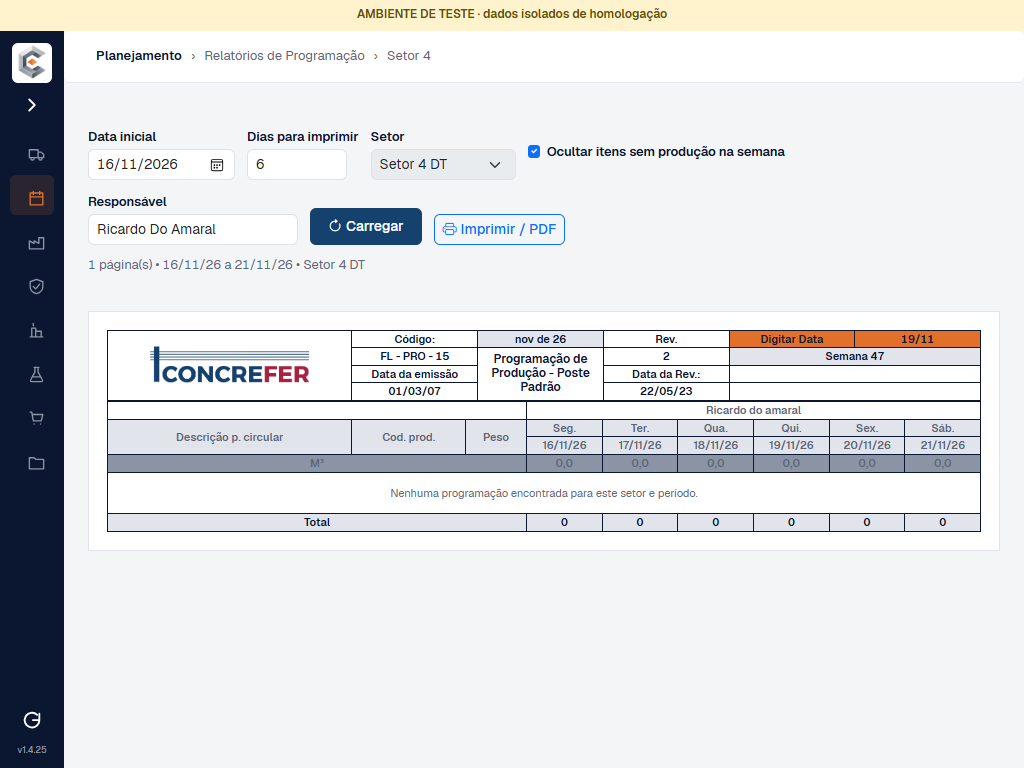 AMBIENTE DE TESTE · dados isolados de homologação
Planejamento › Relatórios de Programação › Setor 4
Data inicial
Dias para imprimir
Setor
16/11/2026
6
Setor 4 DT
Ocultar itens sem produção na semana
Responsável
Ricardo Do Amaral
Carregar
Imprimir / PDF
1 página(s) • 16/11/26 a 21/11/26 • Setor 4 DT
CONCREFER
Código: nov de 26 Rev. Digitar Data 19/11
FL - PRO - 15 Programação de Produção - Poste Padrão 2 Semana 47
Data da emissão Data da Rev.:
01/03/07 22/05/23
Ricardo do amaral
Descrição p. circular Cod. prod. Peso Seg. Ter. Qua. Qui. Sex. Sáb.
16/11/26 17/11/26 18/11/26 19/11/26 20/11/26 21/11/26
M³ 0,0 0,0 0,0 0,0 0,0 0,0
Nenhuma programação encontrada para este setor e período.
Total 0 0 0 0 0 0
v1.4.25